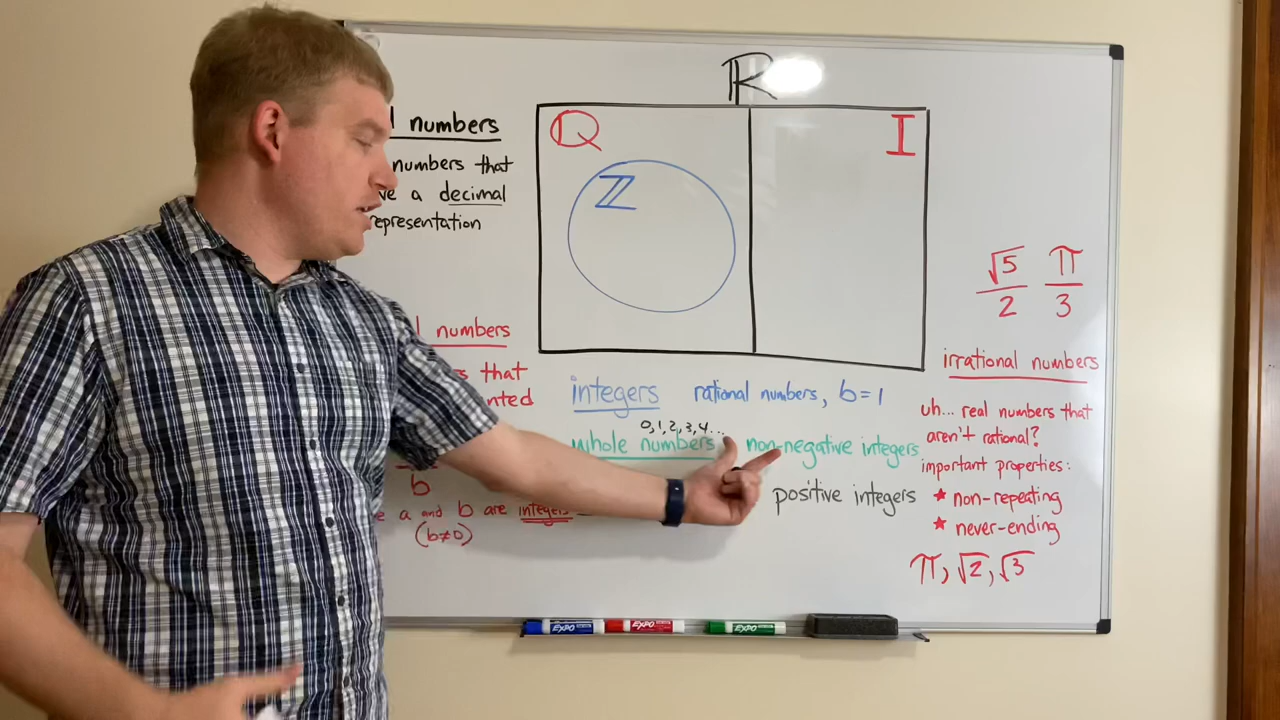 ℝ
numbers
numbers that
a decimal
representation
ℚ
ℤ
I
√5/2 π/3
numbers
that
b
a and b are integers
(b≠0)
integers rational numbers, b=1
0,1,2,3,4...
whole numbers non-negative integers
positive integers
irrational numbers
uh... real numbers that
aren't rational?
important properties:
★ non-repeating
★ never-ending
π, √2, √3
EXPO
EXPO
EXPO